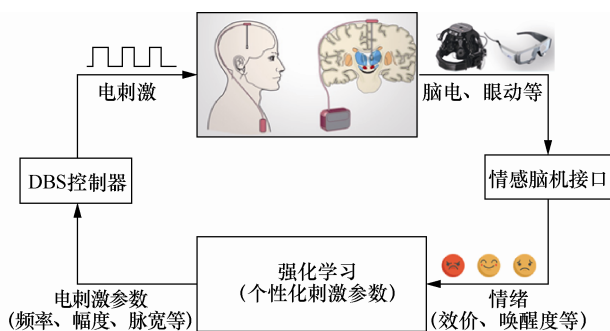 电刺激
脑电、眼动等
DBS控制器
情感脑机接口
强化学习
(个性化刺激参数)
电刺激参数
(频率、幅度、脉宽等)
情绪
(效价、唤醒度等)